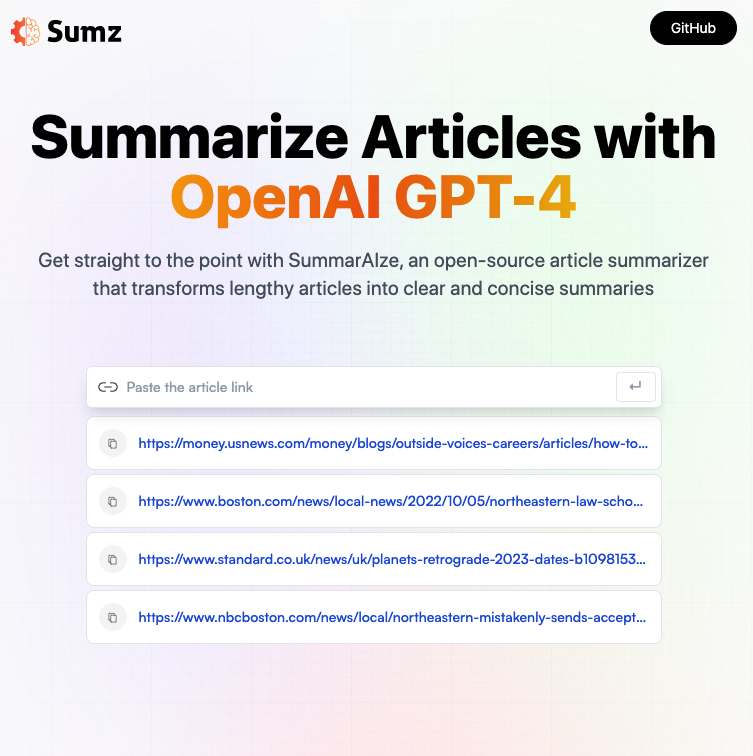 Sumz
GitHub
Summarize Articles with
OpenAI GPT-4
Get straight to the point with SummarAIze, an open-source article summarizer
that transforms lengthy articles into clear and concise summaries
Paste the article link
https://money.usnews.com/money/blogs/outside-voices-careers/articles/how-to...
https://www.boston.com/news/local-news/2022/10/05/northeastern-law-scho...
https://www.standard.co.uk/news/uk/planets-retrograde-2023-dates-b1098153...
https://www.nbcboston.com/news/local/northeastern-mistakenly-sends-accept...